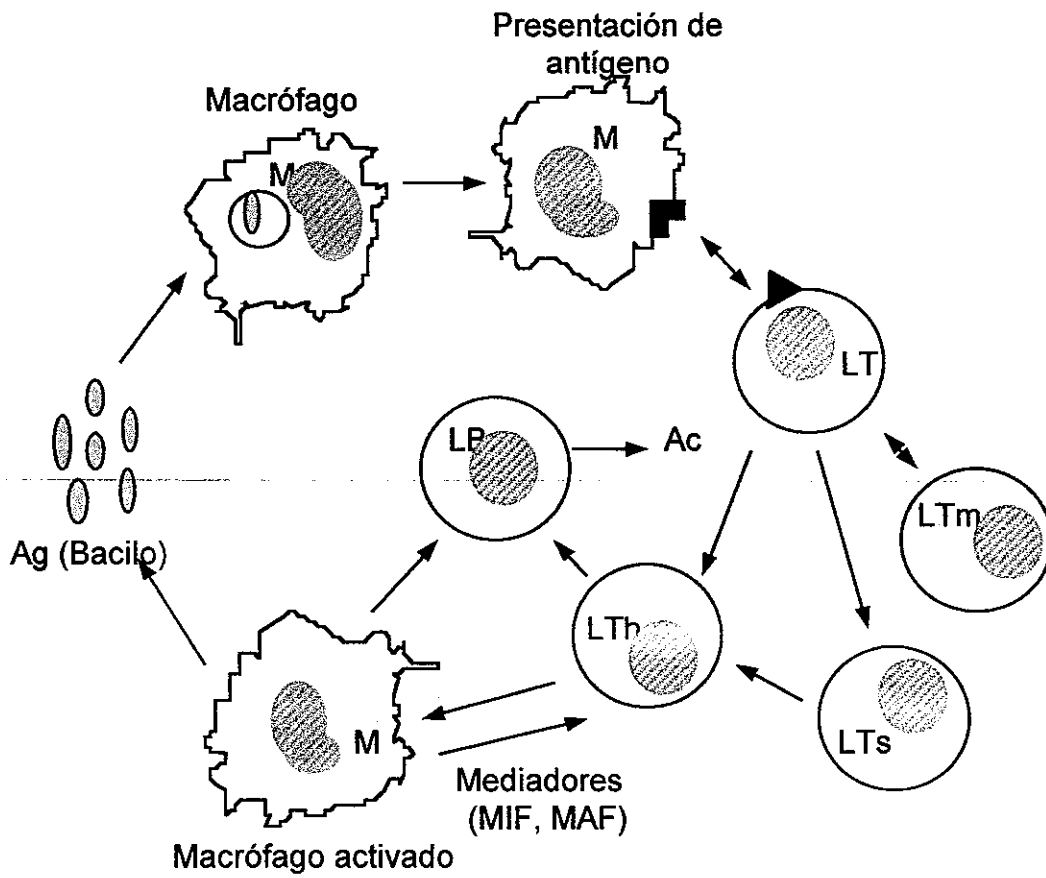 Presentación de
antígeno
Macrófago
M
M
LT
LB
Ac
LTm
Ag (Bacilo)
LTh
LTs
M
Mediadores
(MIF, MAF)
Macrófago activado